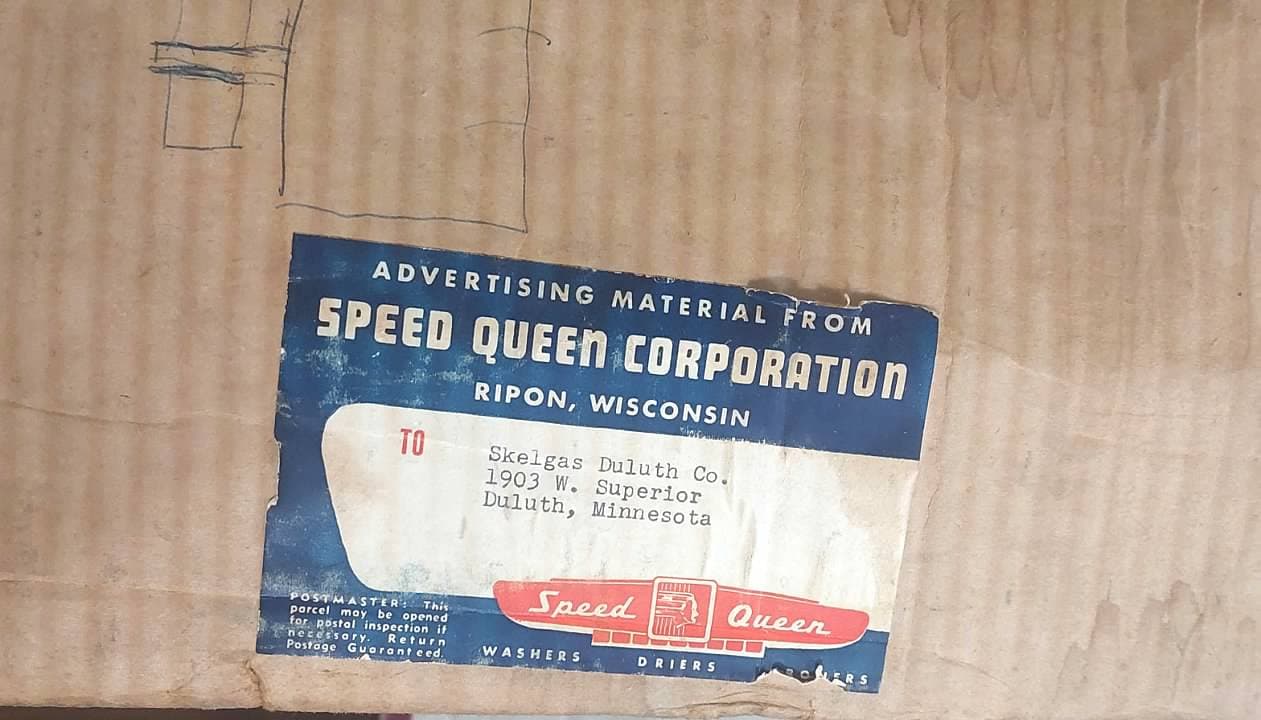 ADVERTISING MATERIAL FROM
SPEED QUEEN CORPORATION
RIPON, WISCONSIN
TO
Skelgas Duluth Co.
1903 W. Superior
Duluth, Minnesota
POSTMASTER: This
parcel may be opened
for postal inspection if
necessary. Return
Postage Guaranteed.
Speed Queen
WASHERS DRIERS